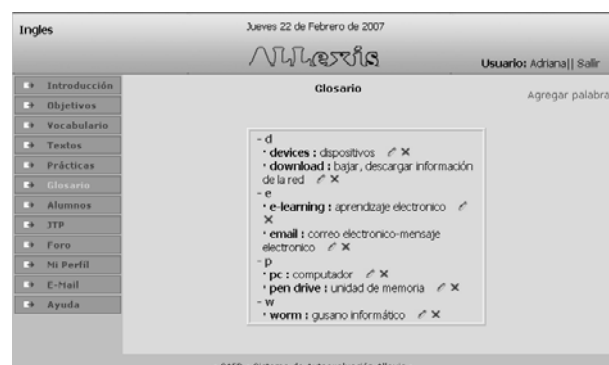 Ingles
Jueves 22 de Febrero de 2007
ALLexis
Usuario: Adriana|| Salir
Introducción
Objetivos
Vocabulario
Textos
Prácticas
Glosario
Alumnos
JTP
Foro
Mi Perfil
E-Mail
Ayuda
Glosario
Agregar palabra
- d
· devices : dispositivos
· download : bajar, descargar información
de la red
- e
· e-learning : aprendizaje electronico
· email : correo electronico-mensaje
electronico
- p
· pc : computador
· pen drive : unidad de memoria
- w
· worm : gusano informático